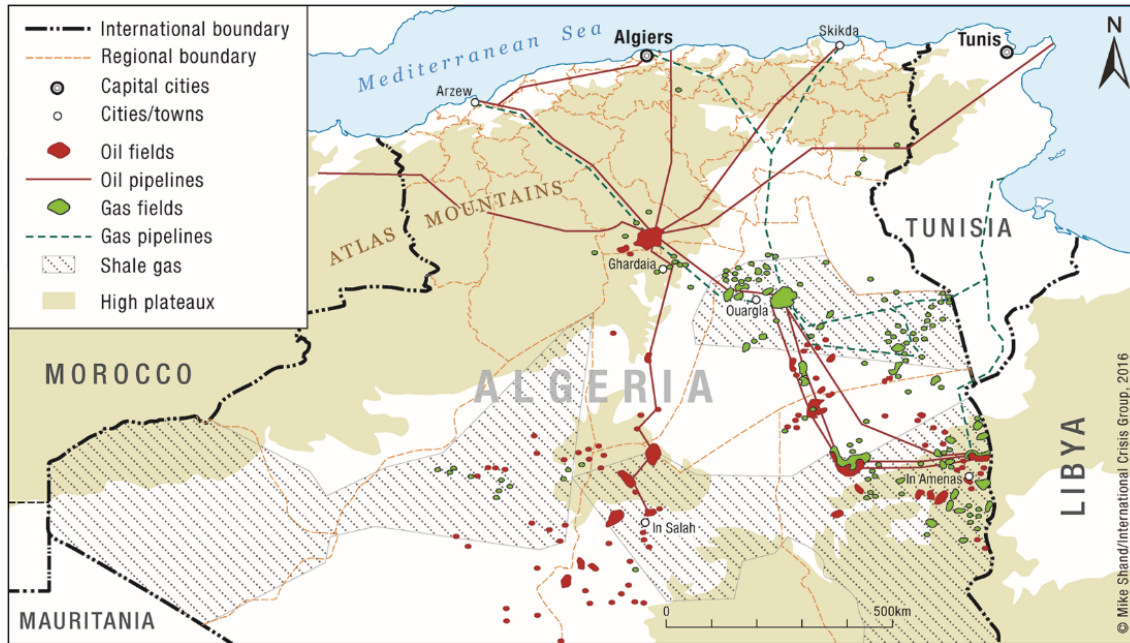 International boundary
Regional boundary
Capital cities
Cities/towns
Oil fields
Oil pipelines
Gas fields
Gas pipelines
Shale gas
High plateaux
Mediterranean Sea
Algiers
Skikda
Tunis
N
Arzew
ATLAS MOUNTAINS
TUNISIA
Ghardaia
Ouargla
MOROCCO
ALGERIA
LIBYA
In Amenas
In Salah
MAURITANIA
0 500km
© Mike Shand/International Crisis Group, 2016